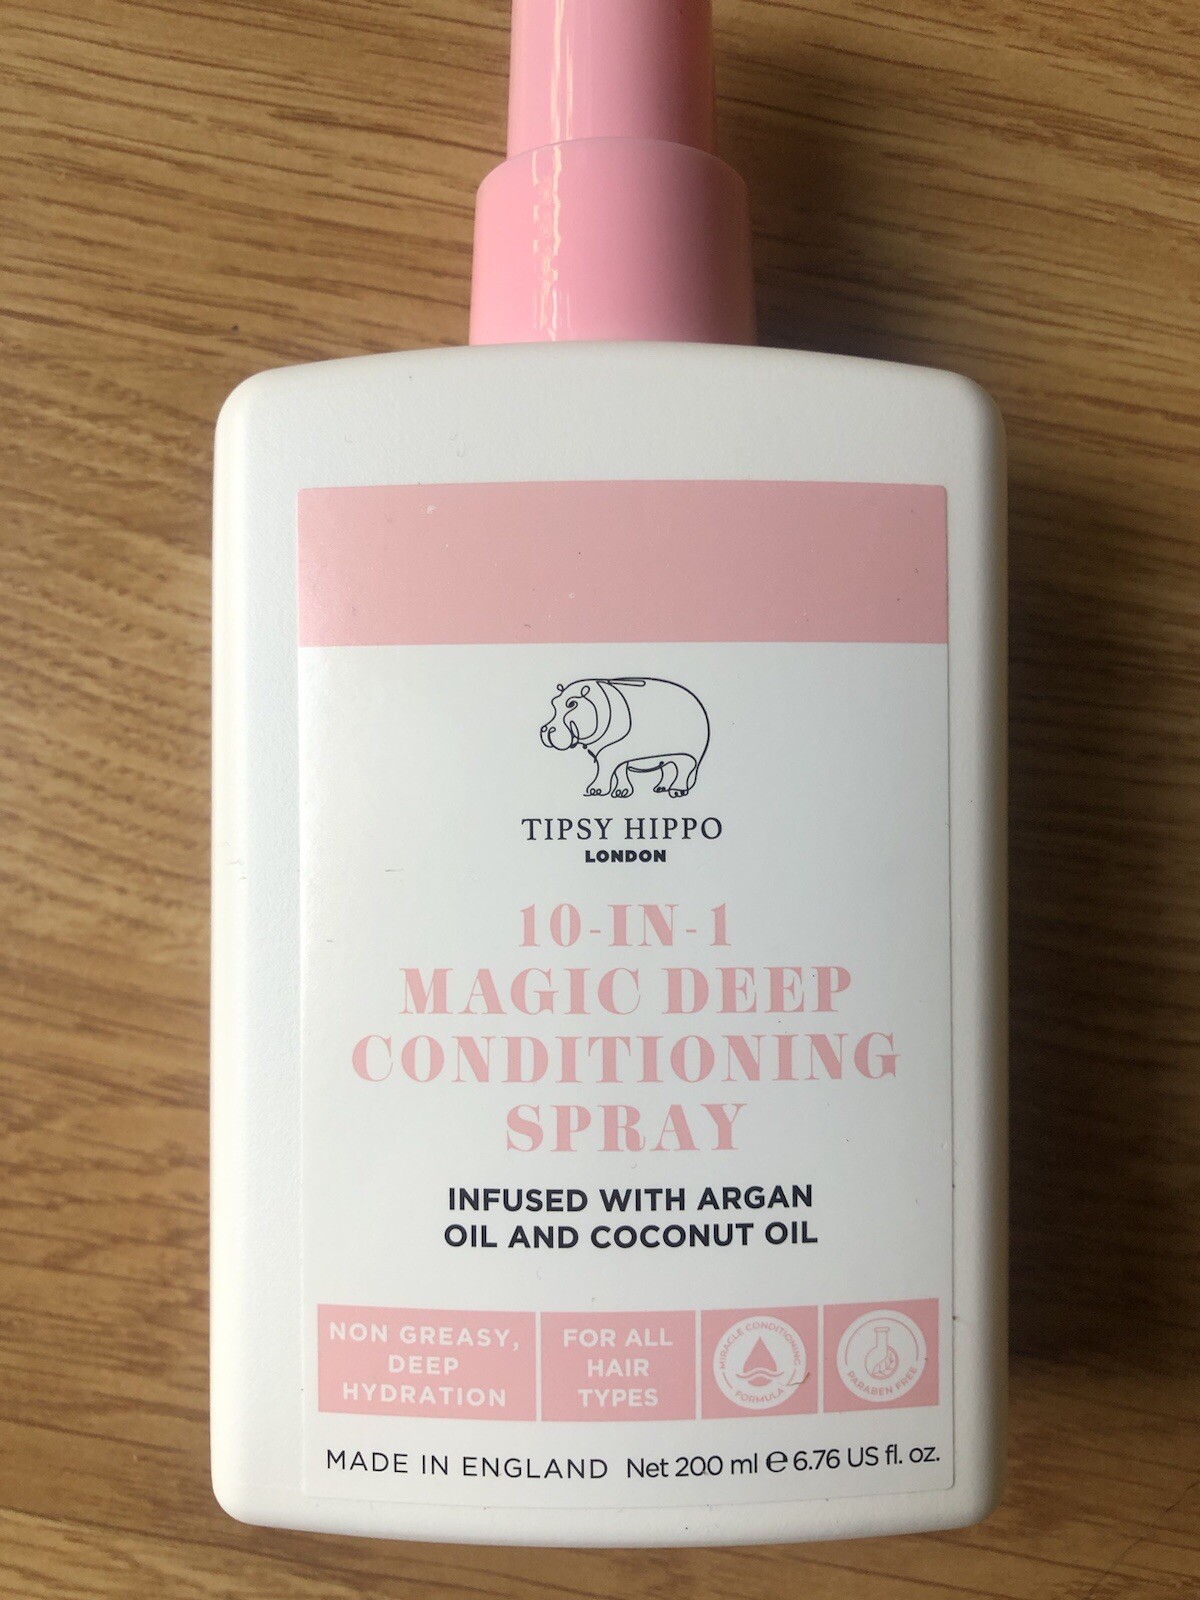 TIPSY HIPPO
LONDON
10-IN-1
MAGIC DEEP
CONDITIONING
SPRAY
INFUSED WITH ARGAN
OIL AND COCONUT OIL
NON GREASY,
DEEP
HYDRATION
FOR ALL
HAIR
TYPES
MIRACLE CONDITIONING
FORMULA
PARABEN FREE
MADE IN ENGLAND Net 200 ml ℮ 6.76 US fl. oz.